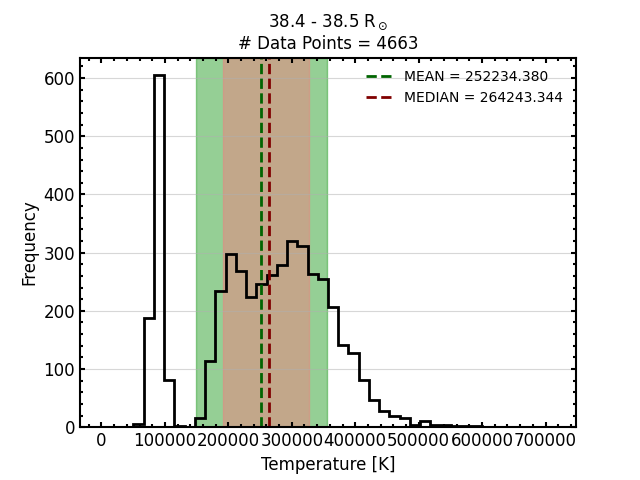 38.4 - 38.5 R⊙
# Data Points = 4663
MEAN = 252234.380
MEDIAN = 264243.344
Frequency
600
500
400
300
200
100
0
0 100000 200000 300000 400000 500000 600000 700000
Temperature [K]